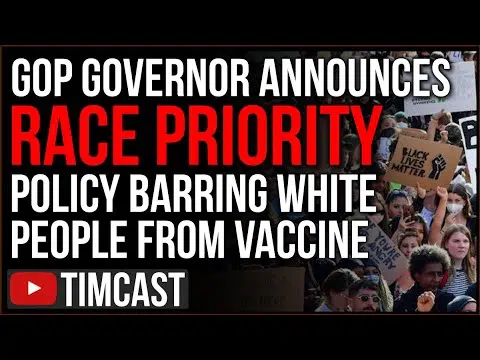 GOP GOVERNOR ANNOUNCES
RACE PRIORITY
POLICY BARRING WHITE
PEOPLE FROM VACCINE
TIMCAST
BLACK
LIVES
MATTER